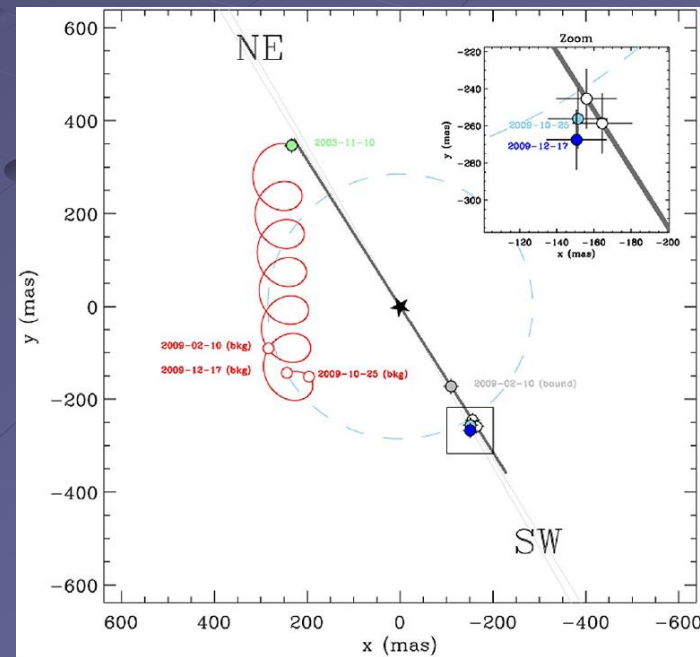 600
400
200
0
−200
−400
−600
y (mas)
NE
2003-11-10
2009-02-10 (bkg)
2009-12-17 (bkg)
2009-10-25 (bkg)
2009-02-10 (bound)
SW
Zoom
−220
−240
−260
−280
−300
y (mas)
2009-10-25
2009-12-17
−120 −140 −160 −180 −200
x (mas)
600 400 200 0 −200 −400 −600
x (mas)